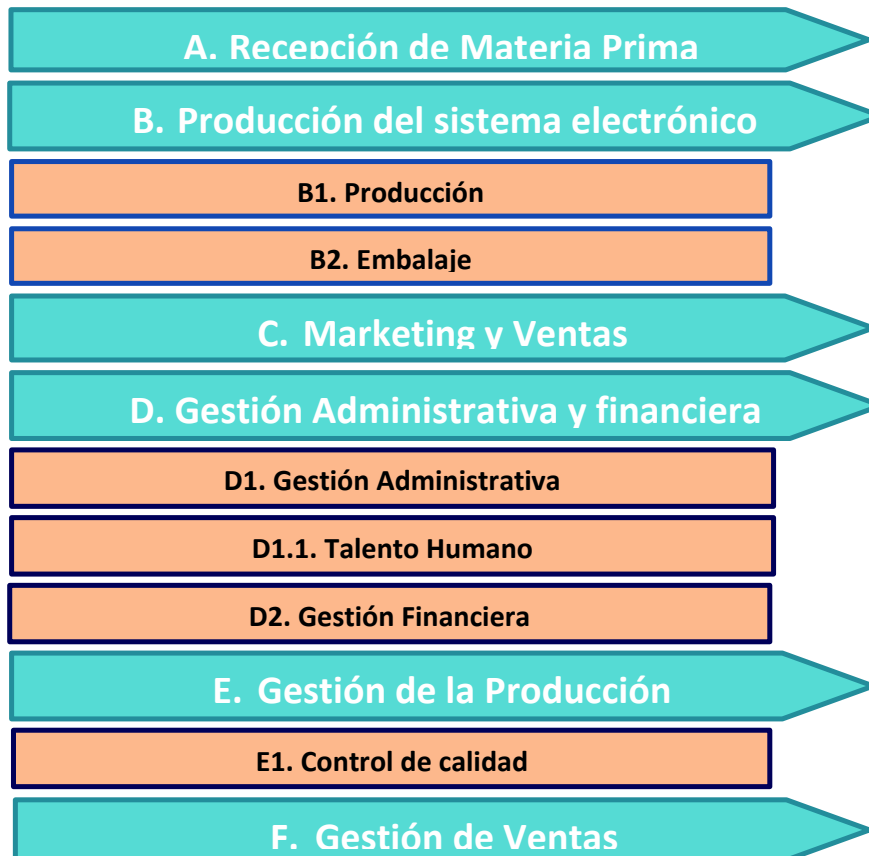 A. Recepción de Materia Prima
B. Producción del sistema electrónico
B1. Producción
B2. Embalaje
C. Marketing y Ventas
D. Gestión Administrativa y financiera
D1. Gestión Administrativa
D1.1. Talento Humano
D2. Gestión Financiera
E. Gestión de la Producción
E1. Control de calidad
F. Gestión de Ventas